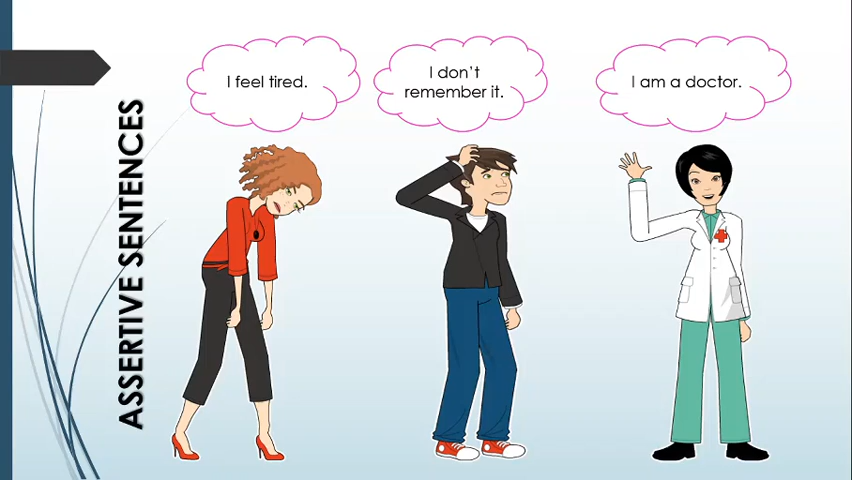 ASSERTIVE SENTENCES
I feel tired.
I don't
remember it.
I am a doctor.